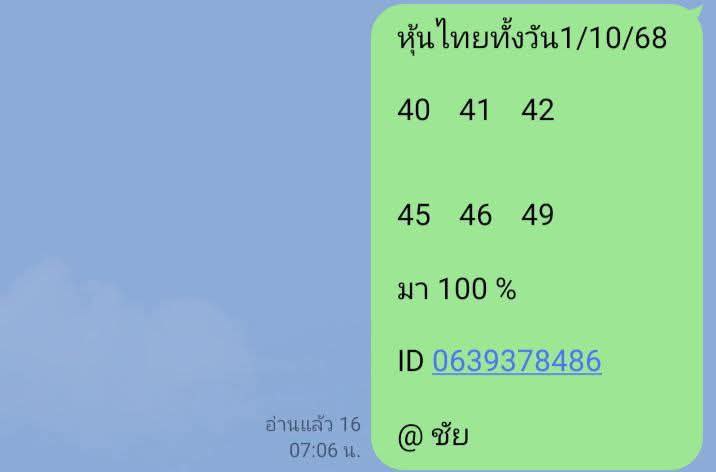 หุ้นไทยทั้งวัน1/10/68
40 41 42
45 46 49
มา 100 %
ID 0639378486
@ ชัย
อ่านแล้ว 16
07:06 น.